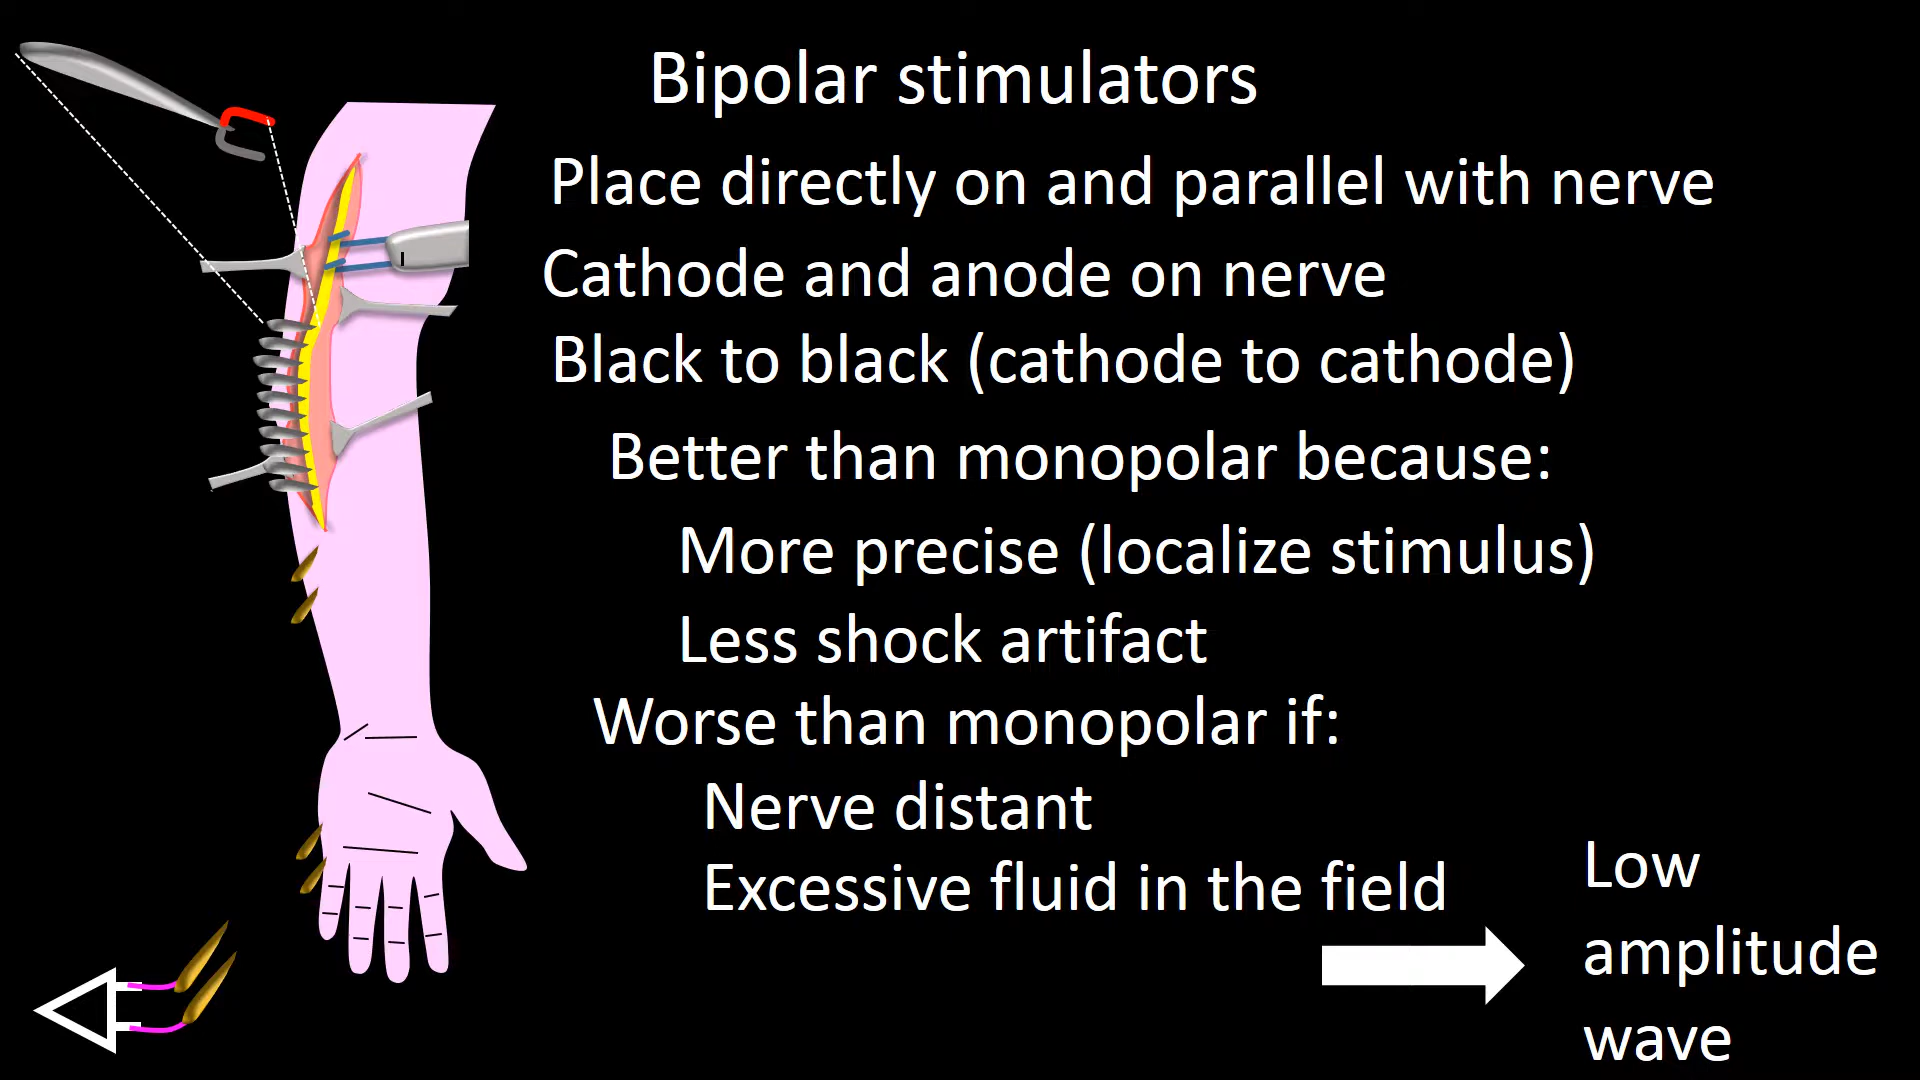 Bipolar stimulators
Place directly on and parallel with nerve
Cathode and anode on nerve
Black to black (cathode to cathode)
Better than monopolar because:
More precise (localize stimulus)
Less shock artifact
Worse than monopolar if:
Nerve distant
Excessive fluid in the field
Low
amplitude
wave